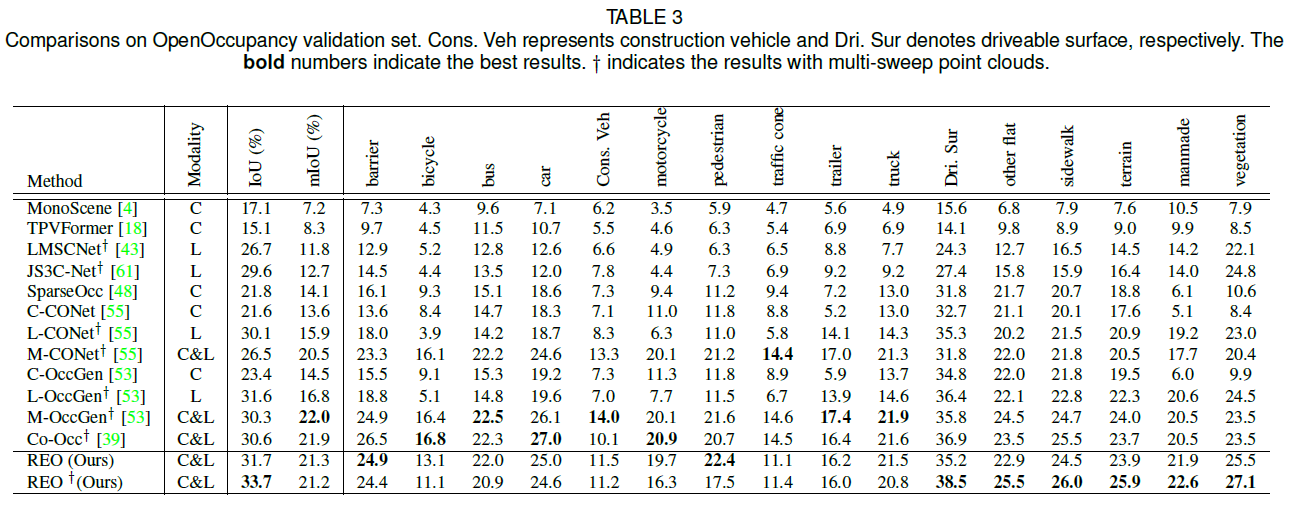 TABLE 3
Comparisons on OpenOccupancy validation set. Cons. Veh represents construction vehicle and Dri. Sur denotes driveable surface, respectively. The
bold numbers indicate the best results. † indicates the results with multi-sweep point clouds.
Method Modality IoU (%) mIoU (%) barrier bicycle bus car Cons. Veh motorcycle pedestrian traffic cone trailer truck Dri. Sur other flat sidewalk terrain manmade vegetation
MonoScene [4] C 17.1 7.2 7.3 4.3 9.6 7.1 6.2 3.5 5.9 4.7 5.6 4.9 15.6 6.8 7.9 7.6 10.5 7.9
TPVFormer [18] C 15.1 8.3 9.7 4.5 11.5 10.7 5.5 4.6 6.3 5.4 6.9 6.9 14.1 9.8 8.9 9.0 9.9 8.5
LMSCNet† [43] L 26.7 11.8 12.9 5.2 12.8 12.6 6.6 4.9 6.3 6.5 8.8 7.7 24.3 12.7 16.5 14.5 14.2 22.1
JS3C-Net† [61] L 29.6 12.7 14.5 4.4 13.5 12.0 7.8 4.4 7.3 6.9 9.2 9.2 27.4 15.8 15.9 16.4 14.0 24.8
SparseOcc [48] C 21.8 14.1 16.1 9.3 15.1 18.6 7.3 9.4 11.2 9.4 7.2 13.0 31.8 21.7 20.7 18.8 6.1 10.6
C-CONet [55] C 21.6 13.6 13.6 8.4 14.7 18.3 7.1 11.0 11.8 8.8 5.2 13.0 32.7 21.1 20.1 17.6 5.1 8.4
L-CONet† [55] L 30.1 15.9 18.0 3.9 14.2 18.7 8.3 6.3 11.0 5.8 14.1 14.3 35.3 20.2 21.5 20.9 19.2 23.0
M-CONet† [55] C&L 26.5 20.5 23.3 16.1 22.2 24.6 13.3 20.1 21.2 14.4 17.0 21.3 31.8 22.0 21.8 20.5 17.7 20.4
C-OccGen [53] C 23.4 14.5 15.5 9.1 15.3 19.2 7.3 11.3 11.8 8.9 5.9 13.7 34.8 22.0 21.8 19.5 6.0 9.9
L-OccGen† [53] L 31.6 16.8 18.8 5.1 14.8 19.6 7.0 7.7 11.5 6.7 13.9 14.6 36.4 22.1 22.8 22.3 20.6 24.5
M-OccGen† [53] C&L 30.3 22.0 24.9 16.4 22.5 26.1 14.0 20.1 21.6 14.6 17.4 21.9 35.8 24.5 24.7 24.0 20.5 23.5
Co-Occ† [39] C&L 30.6 21.9 26.5 16.8 22.3 27.0 10.1 20.9 20.7 14.5 16.4 21.6 36.9 23.5 25.5 23.7 20.5 23.5
REO (Ours) C&L 31.7 21.3 24.9 13.1 22.0 25.0 11.5 19.7 22.4 11.1 16.2 21.5 35.2 22.9 24.5 23.9 21.9 25.5
REO †(Ours) C&L 33.7 21.2 24.4 11.1 20.9 24.6 11.2 16.3 17.5 11.4 16.0 20.8 38.5 25.5 26.0 25.9 22.6 27.1